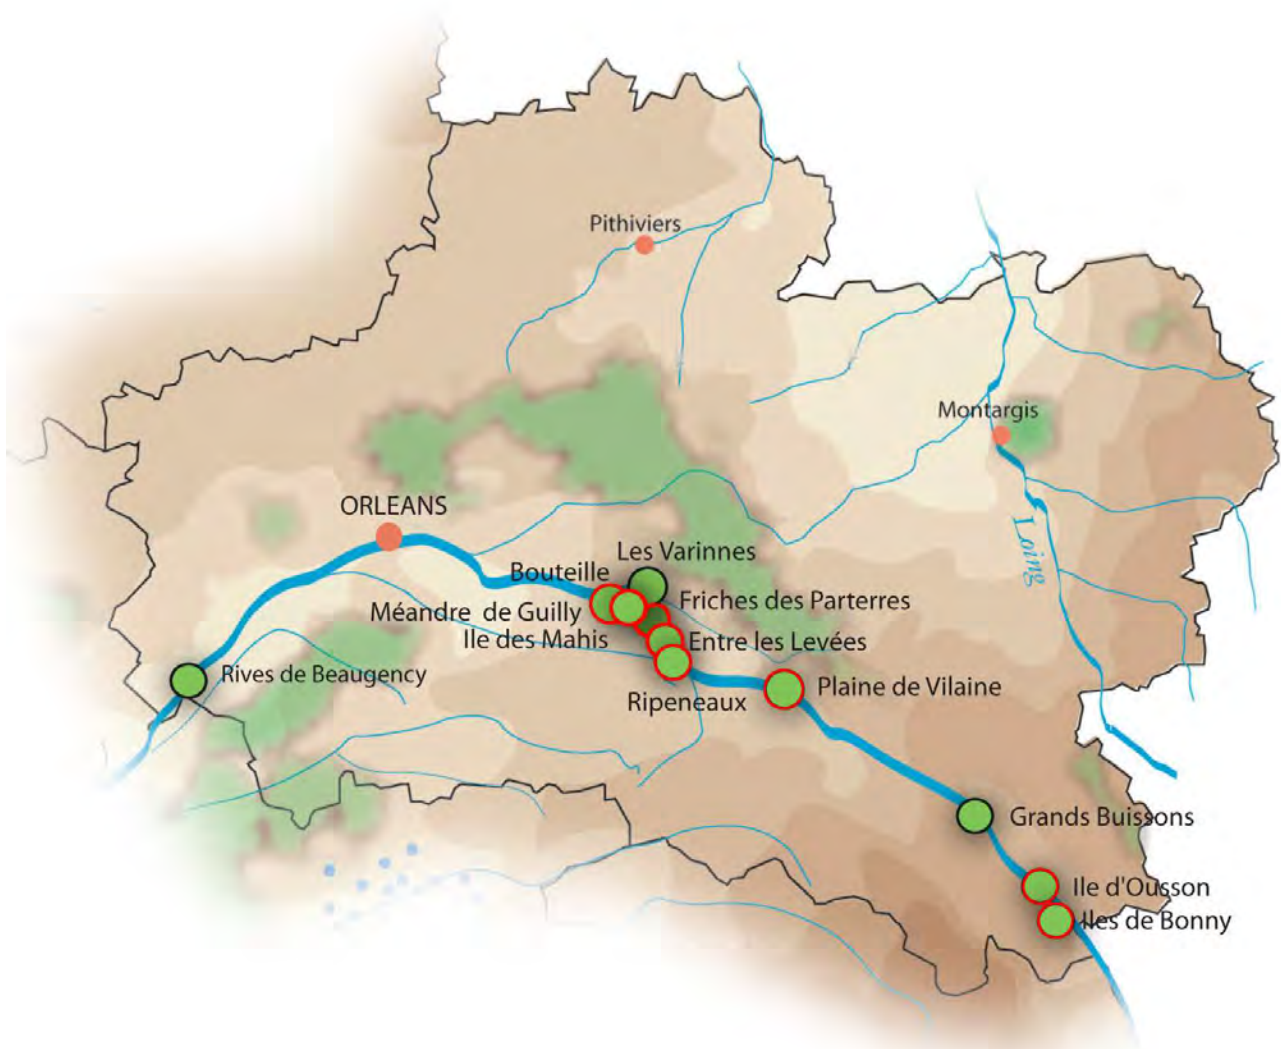 Pithiviers
Montargis
ORLEANS
Loing
Les Varinnes
Bouteille
Friches des Parterres
Méandre de Guilly
Ile des Mahis
Entre les Levées
Rives de Beaugency
Plaine de Vilaine
Ripeneaux
Grands Buissons
Ile d'Ousson
Iles de Bonny